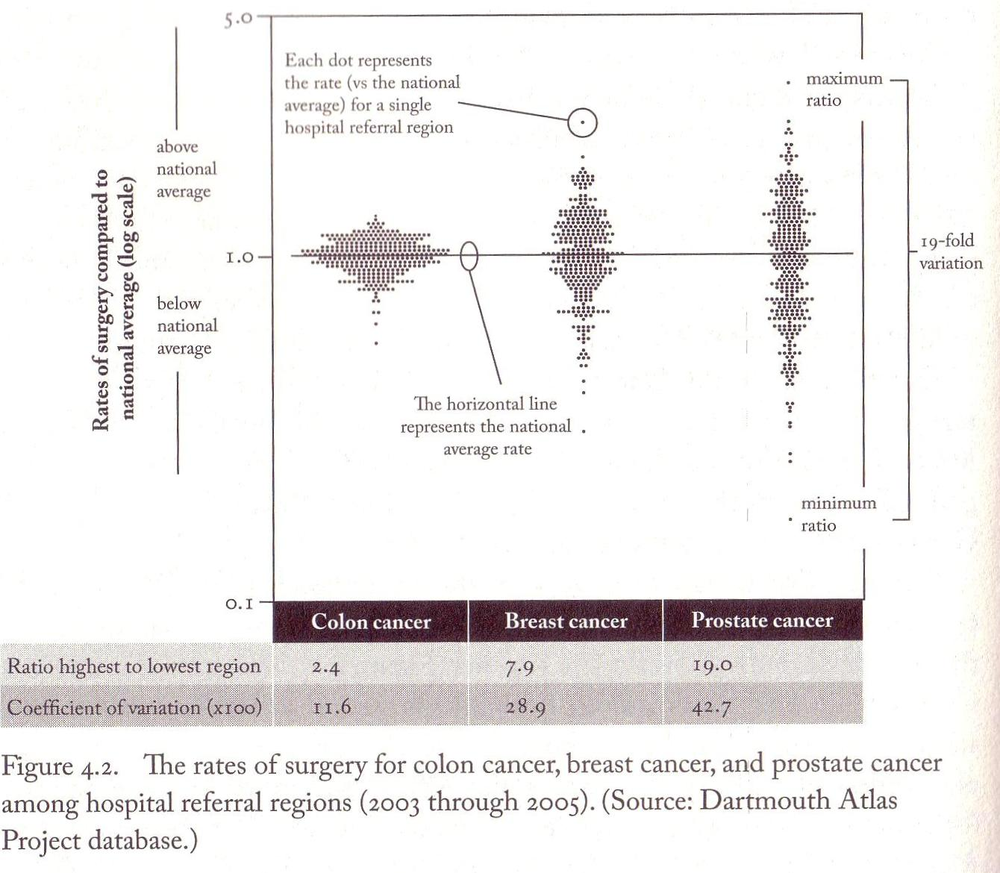 5.0
Each dot represents
the rate (vs the national
average) for a single
hospital referral region
maximum
ratio
above
national
average
Rates of surgery compared to
national average (log scale)
1.0
19-fold
variation
below
national
average
The horizontal line
represents the national
average rate
minimum
ratio
0.1
Colon cancer Breast cancer Prostate cancer
Ratio highest to lowest region 2.4 7.9 19.0
Coefficient of variation (x100) 11.6 28.9 42.7
Figure 4.2. The rates of surgery for colon cancer, breast cancer, and prostate cancer
among hospital referral regions (2003 through 2005). (Source: Dartmouth Atlas
Project database.)